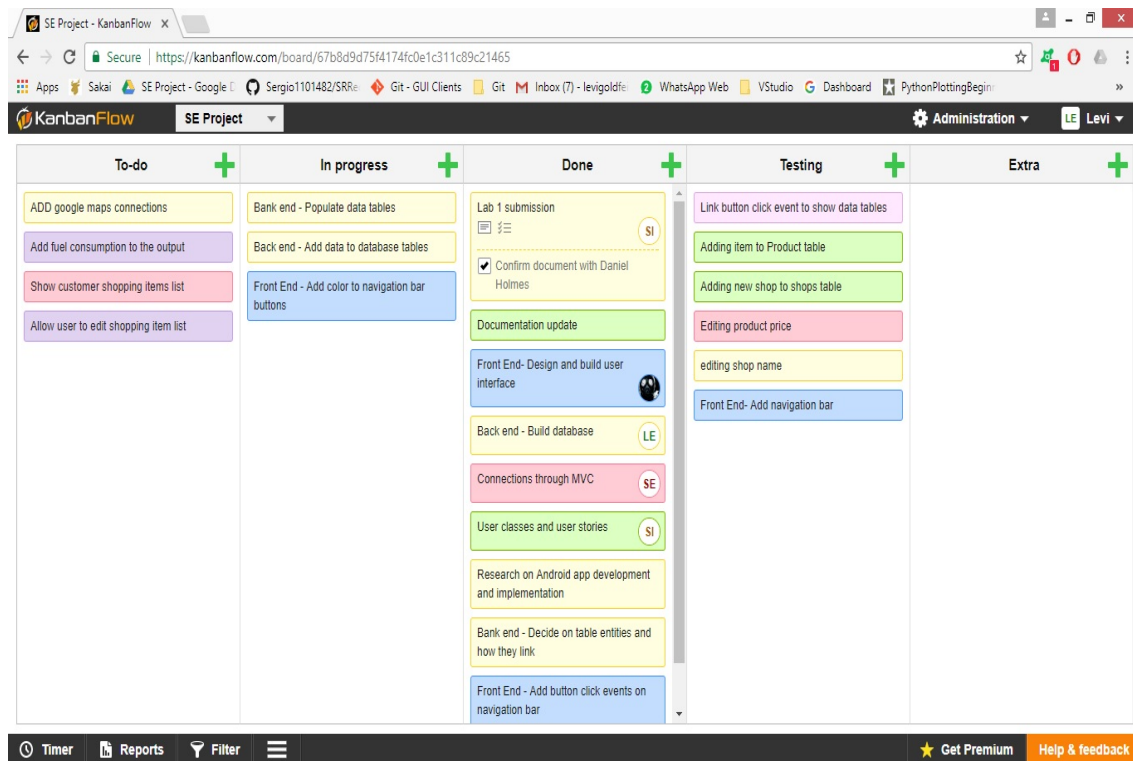 SE Project - KanbanFlow
Secure | https://kanbanflow.com/board/67b8d9d75f4174fc0e1c311c89c21465
Apps Sakai SE Project - Google D Sergio1101482/SRRe Git - GUI Clients Git Inbox (7) - levigoldfe WhatsApp Web VStudio Dashboard PythonPlottingBeginn »
KanbanFlow SE Project Administration LE Levi
To-do
ADD google maps connections
Add fuel consumption to the output
Show customer shopping items list
Allow user to edit shopping item list
In progress
Bank end - Populate data tables
Back end - Add data to database tables
Front End - Add color to navigation bar
buttons
Done
Lab 1 submission
SI
Confirm document with Daniel
Holmes
Documentation update
Front End- Design and build user
interface
Back end - Build database
LE
Connections through MVC
SE
User classes and user stories
SI
Research on Android app development
and implementation
Bank end - Decide on table entities and
how they link
Front End - Add button click events on
navigation bar
Testing
Link button click event to show data tables
Adding item to Product table
Adding new shop to shops table
Editing product price
editing shop name
Front End- Add navigation bar
Extra
Timer Reports Filter Get Premium Help & feedback